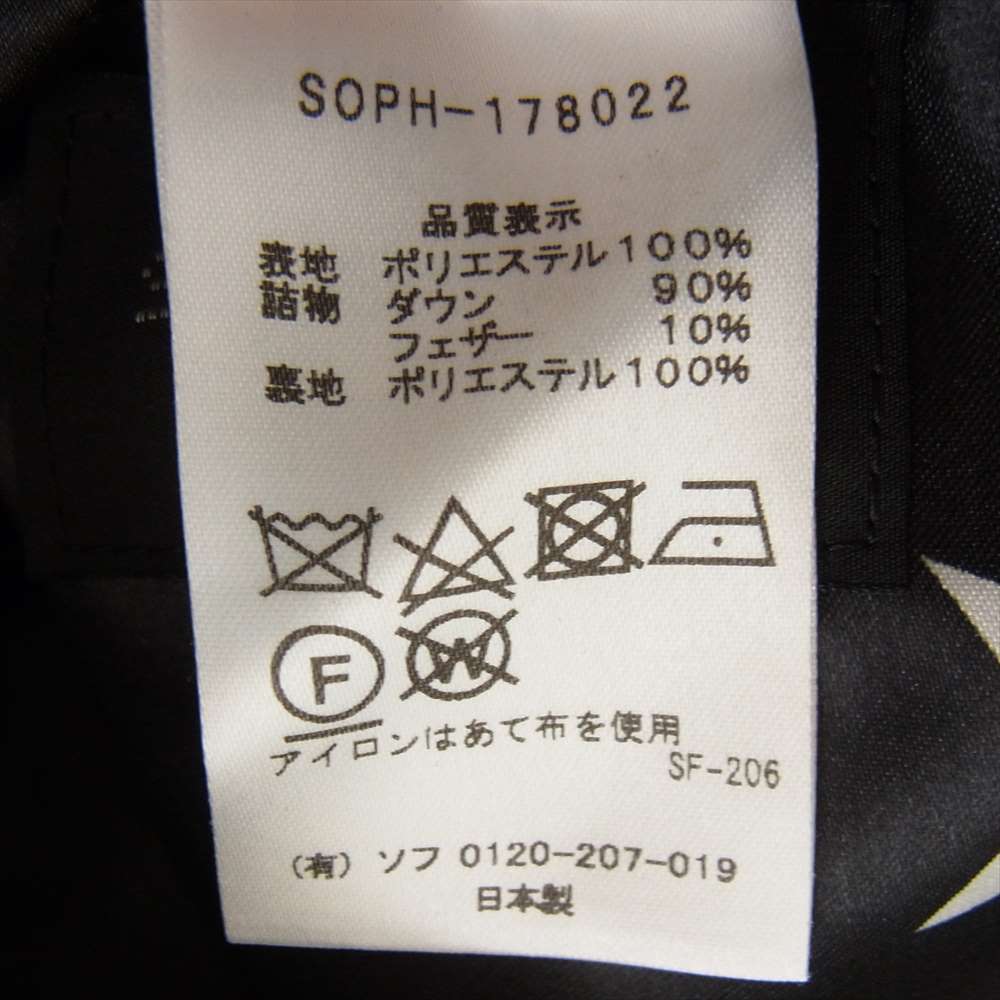 SOPH-178022
品質表示
表地 ポリエステル100%
詰物 ダウン 90%
フェザー 10%
裏地 ポリエステル100%
F W
アイロンはあて布を使用
SF-206
(有) ソフ 0120-207-019
日本製